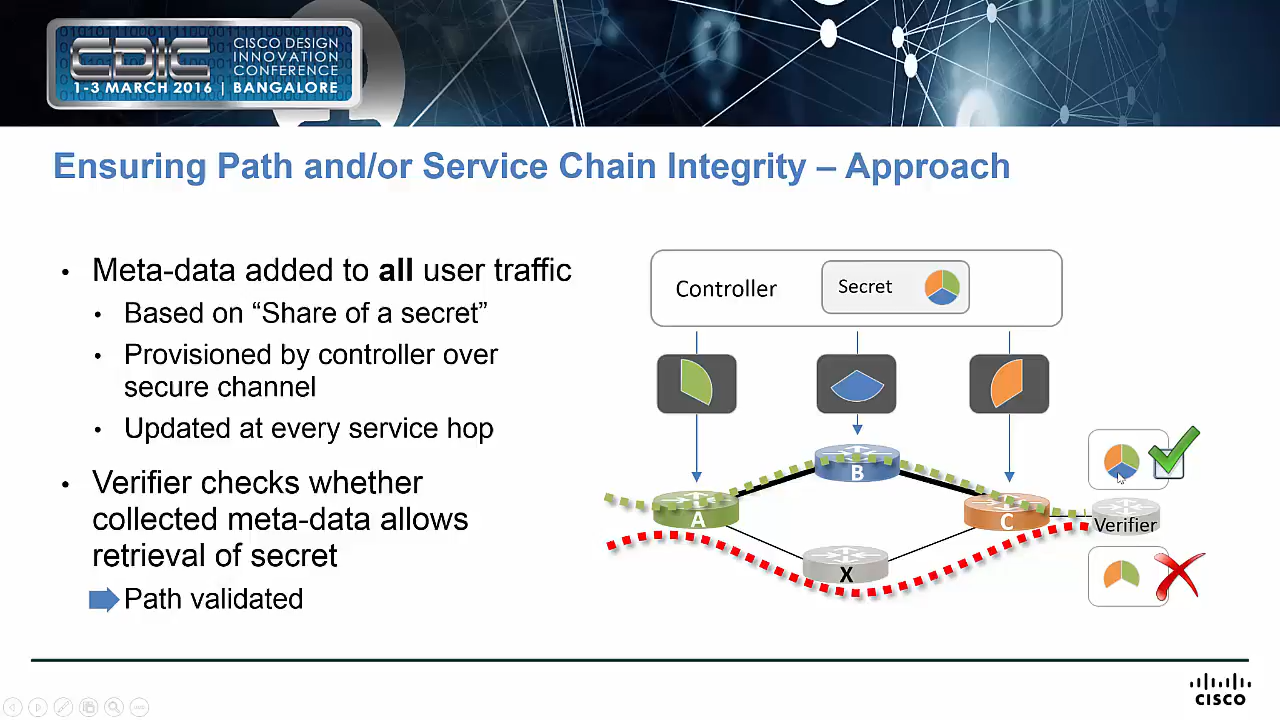 CDIC
CISCO DESIGN
INNOVATION
CONFERENCE
1-3 MARCH 2016 | BANGALORE
Ensuring Path and/or Service Chain Integrity – Approach
• Meta-data added to all user traffic
• Based on “Share of a secret”
• Provisioned by controller over
secure channel
• Updated at every service hop
• Verifier checks whether
collected meta-data allows
retrieval of secret
Path validated
Controller
Secret
B
A
C
Verifier
X
CISCO